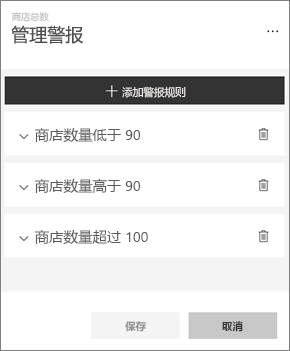 商店总数
管理警报
...
添加警报规则
商店数量低于 90
商店数量高于 90
商店数量超过 100
保存
取消